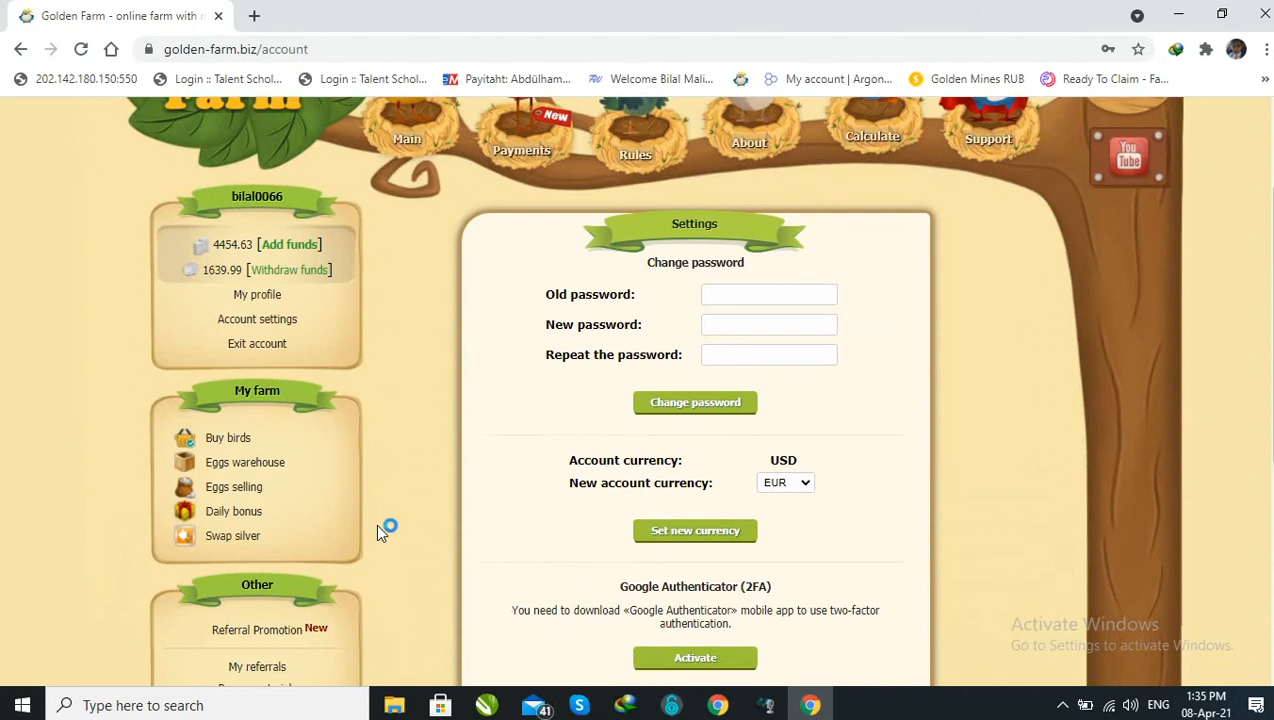 Golden Farm - online farm with r
golden-farm.biz/account
202.142.180.150:550
Login :: Talent Schol...
Login :: Talent Schol...
Payitaht: Abdülham...
Welcome Bilal Mali...
My account | Argon...
Golden Mines RUB
Ready To Claim - Fa...
Farm
Main
Payments
New
Rules
About
Calculate
Support
You
Tube
bilal0066
4454.63 [Add funds]
1639.99 [Withdraw funds]
My profile
Account settings
Exit account
My farm
Buy birds
Eggs warehouse
Eggs selling
Daily bonus
Swap silver
Other
Referral Promotion New
My referrals
Settings
Change password
Old password:
New password:
Repeat the password:
Change password
Account currency: USD
New account currency: EUR
Set new currency
Google Authenticator (2FA)
You need to download «Google Authenticator» mobile app to use two-factor
authentication.
Activate
Activate Windows
Go to Settings to activate Windows.
Type here to search
41
ENG
1:35 PM
08-Apr-21